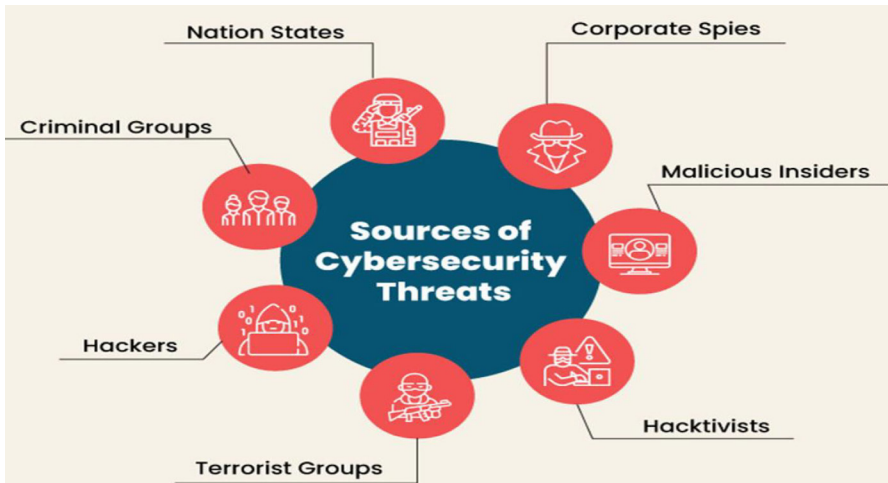 Nation States
Corporate Spies
Criminal Groups
Malicious Insiders
Sources of
Cybersecurity
Threats
Hackers
Hacktivists
Terrorist Groups